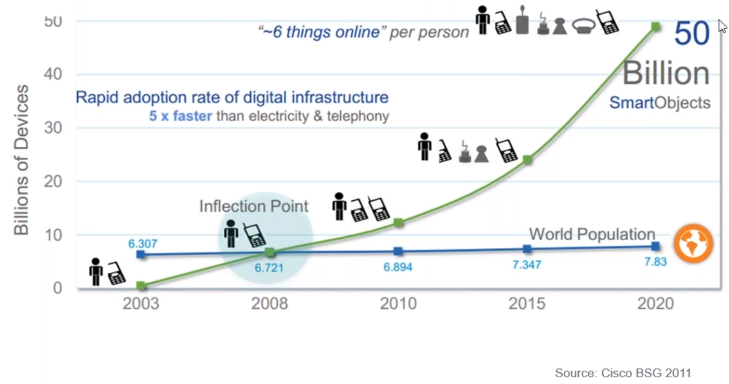 50
"~6 things online" per person
50
Billion
SmartObjects
40
Rapid adoption rate of digital infrastructure
5 x faster than electricity & telephony
30
20
Inflection Point
10
World Population
6.307
6.721
6.894
7.347
7.83
0
2003
2008
2010
2015
2020
Billions of Devices
Source: Cisco BSG 2011